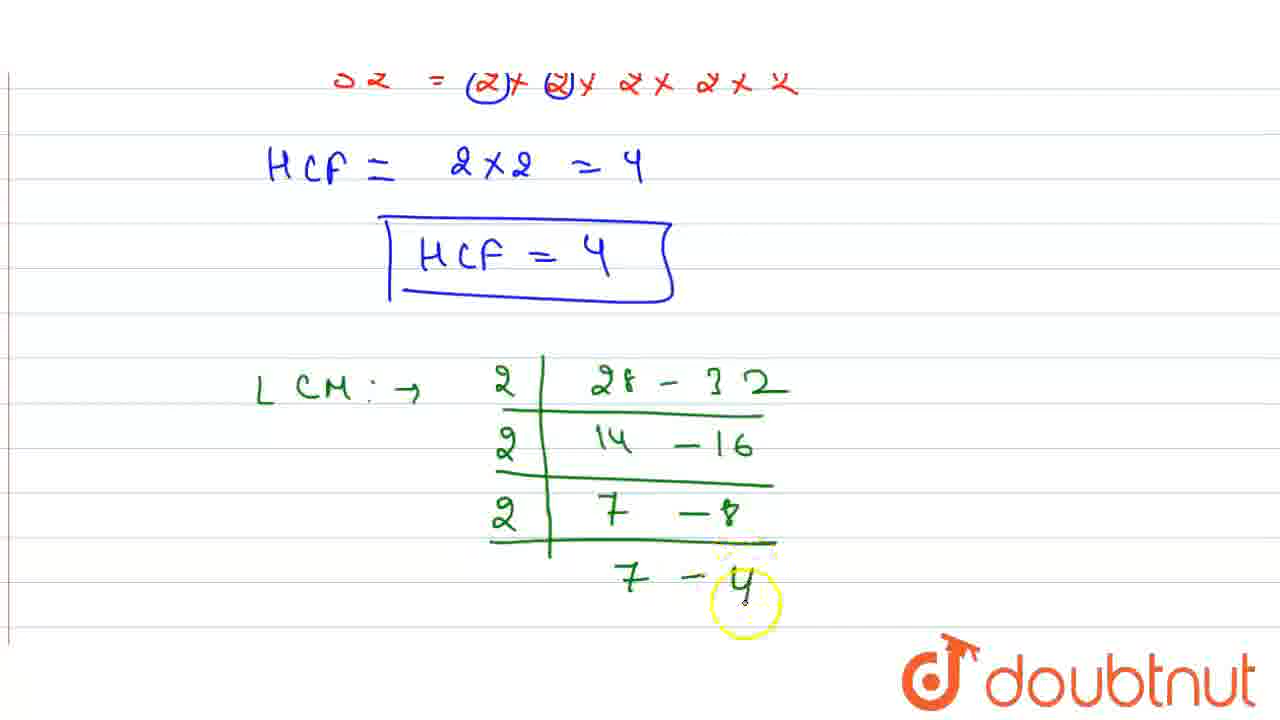 32 = 2 × 2 × 2 × 2 × 2
HCF = 2 × 2 = 4
HCF = 4
LCM : → 2 | 28 - 32
2 | 14 - 16
2 | 7 - 8
7 - 4
doubtnut